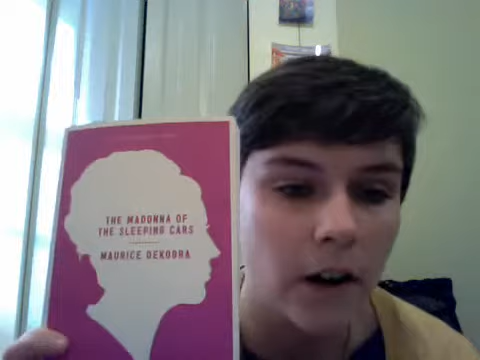 THE MADONNA OF
THE SLEEPING CARS
MAURICE DEKOBRA